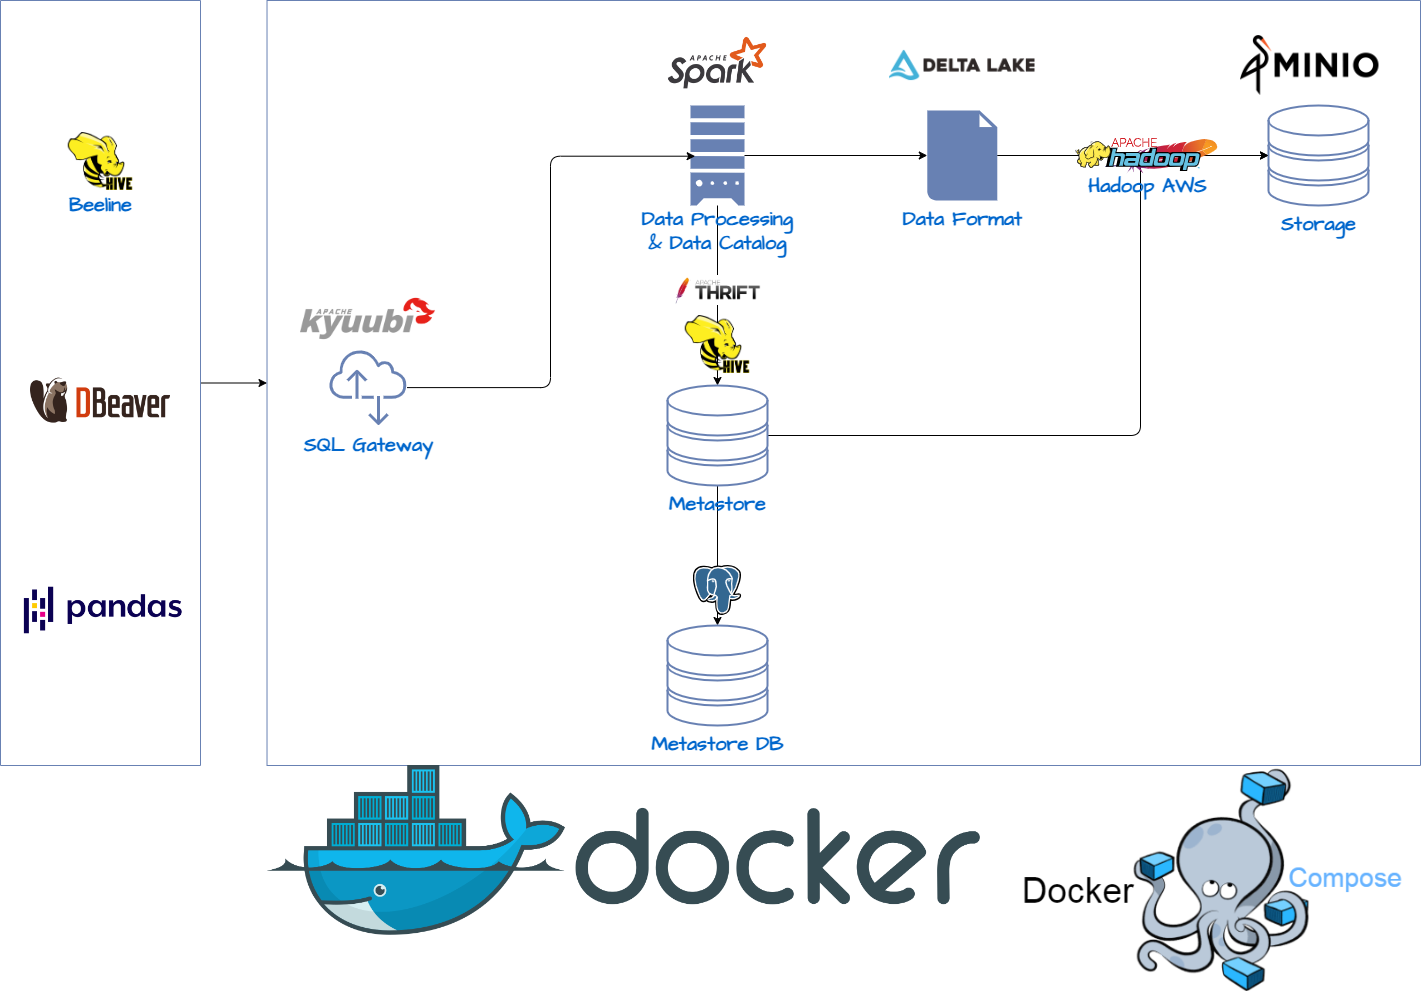 HIVE
Beeline
DBeaver
pandas
APACHE
kyuubi
SQL Gateway
APACHE
Spark
Data Processing
& Data Catalog
APACHE
THRIFT
HIVE
Metastore
Metastore DB
DELTA LAKE
Data Format
APACHE
hadoop
Hadoop AWS
MINIO
Storage
docker
Docker
Compose